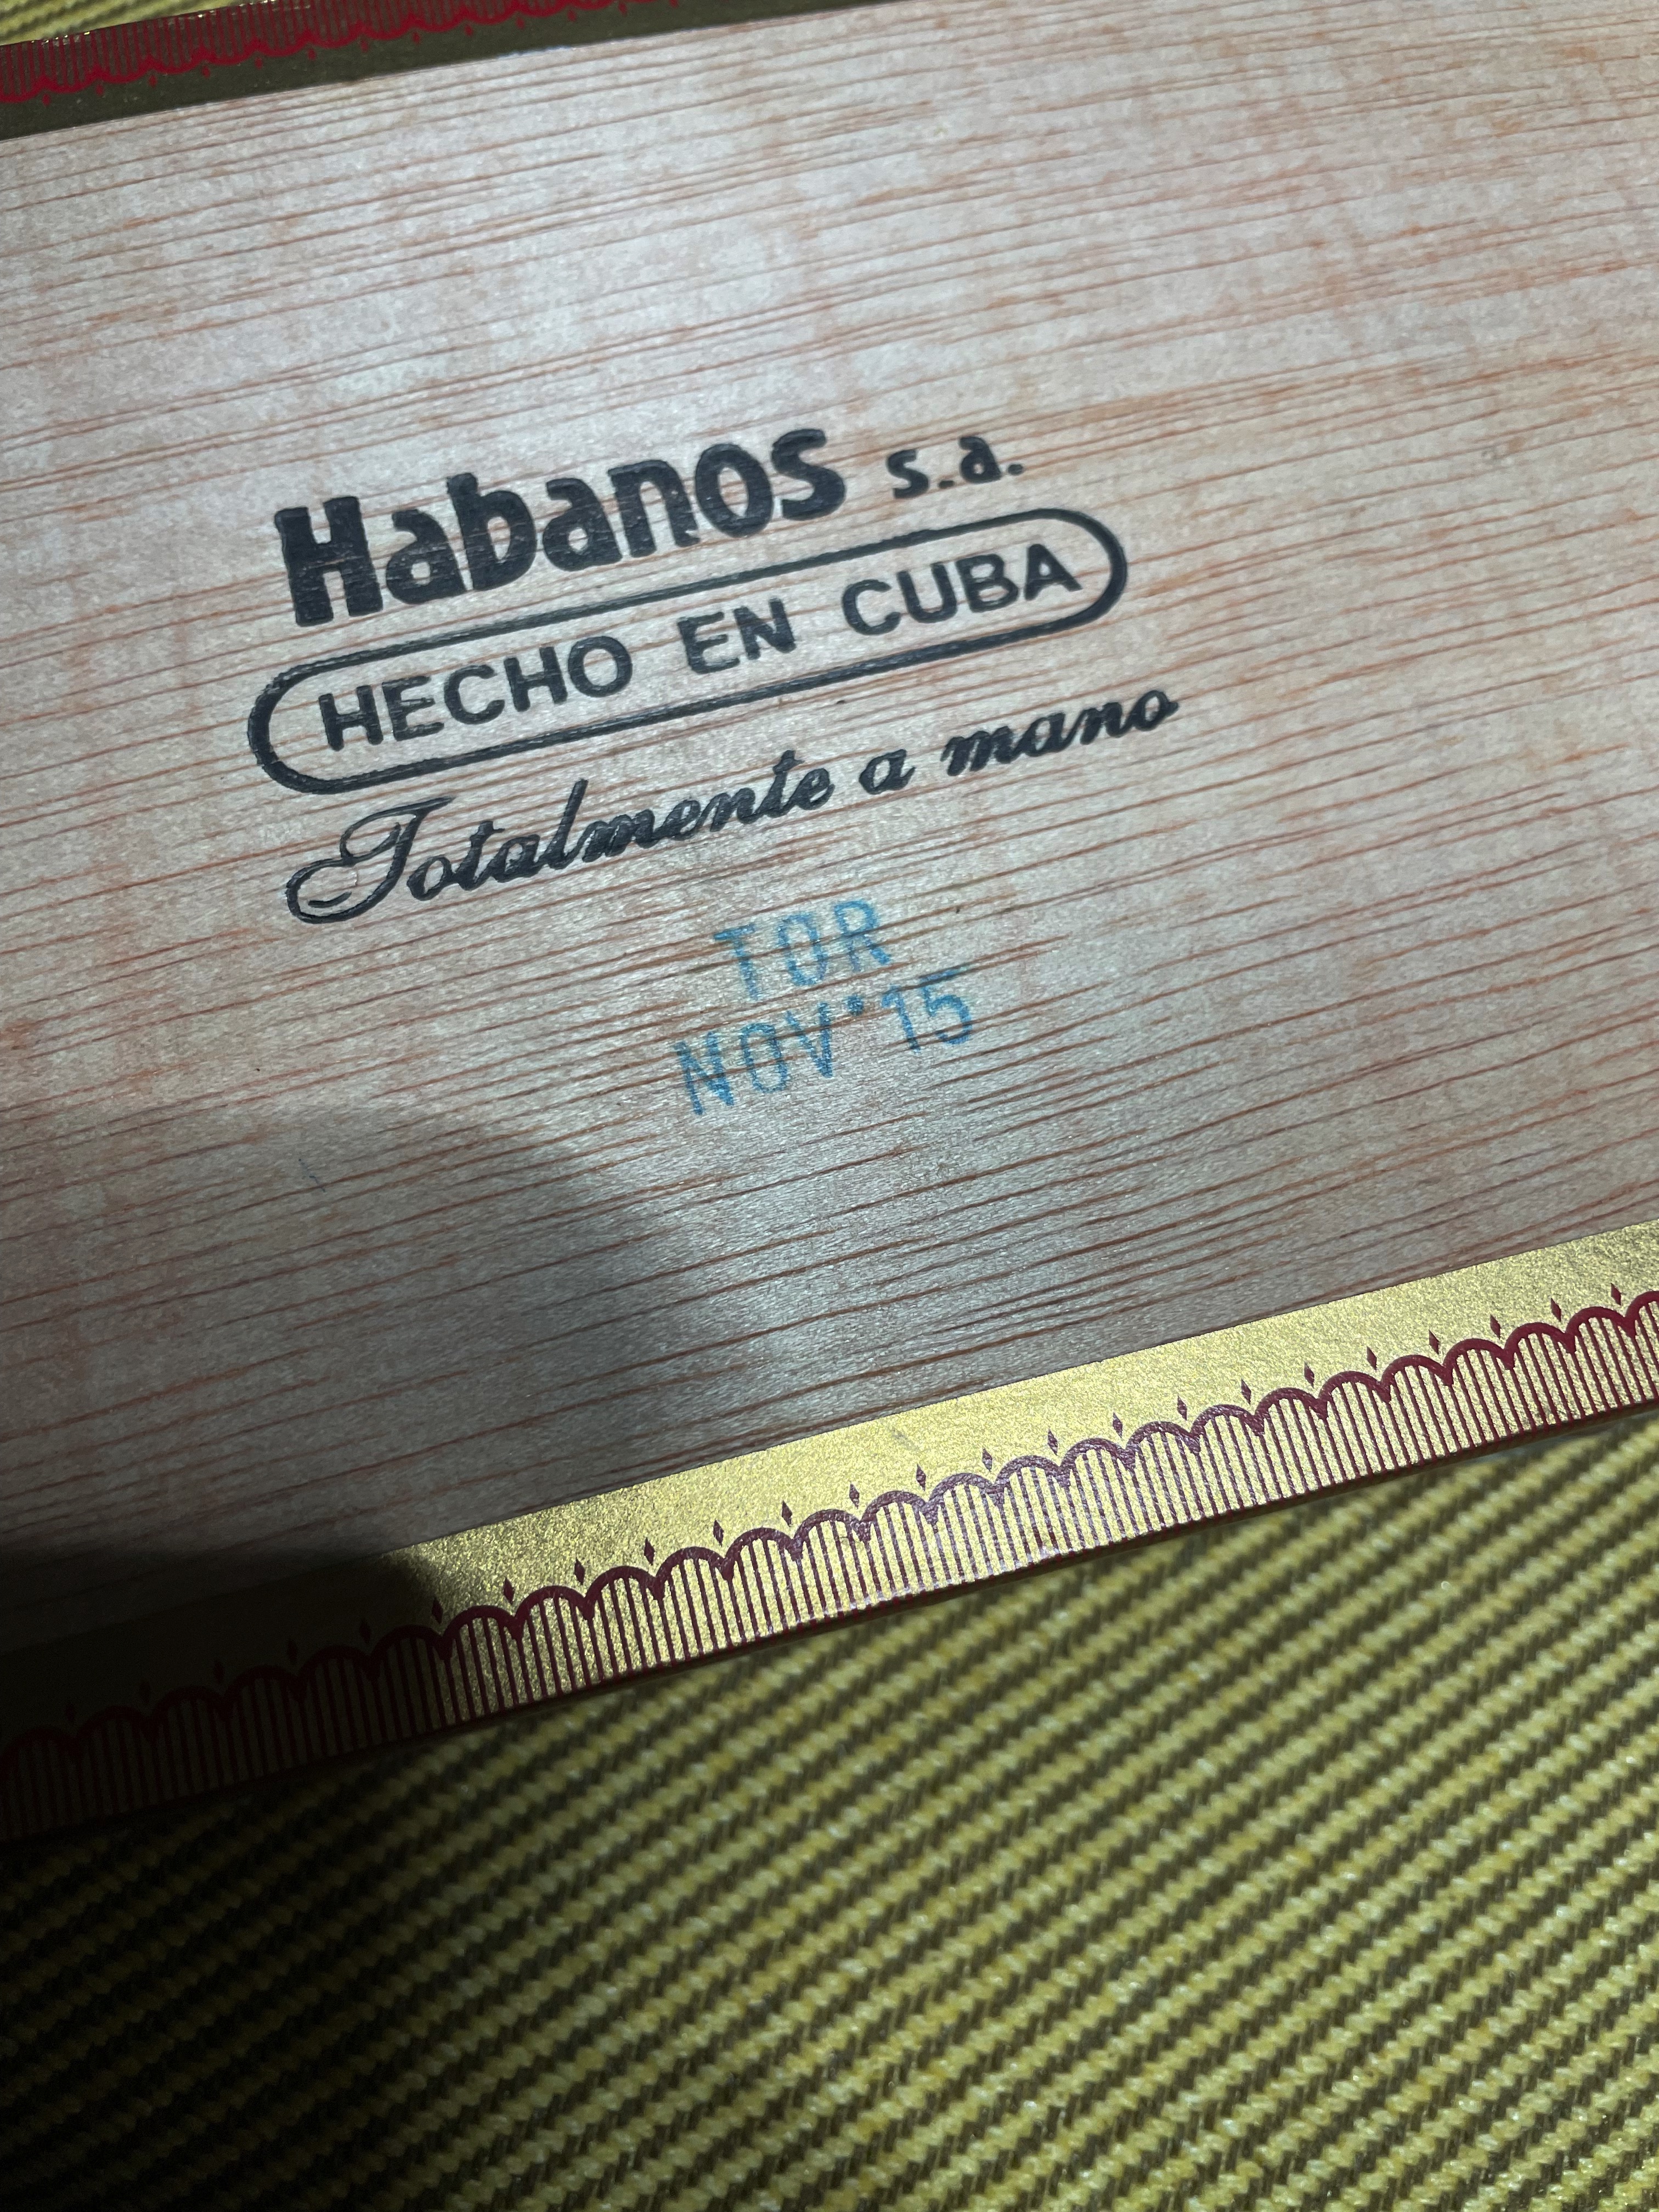 Habanos s.a.
HECHO EN CUBA
Totalmente a mano
TOR
NOV'15